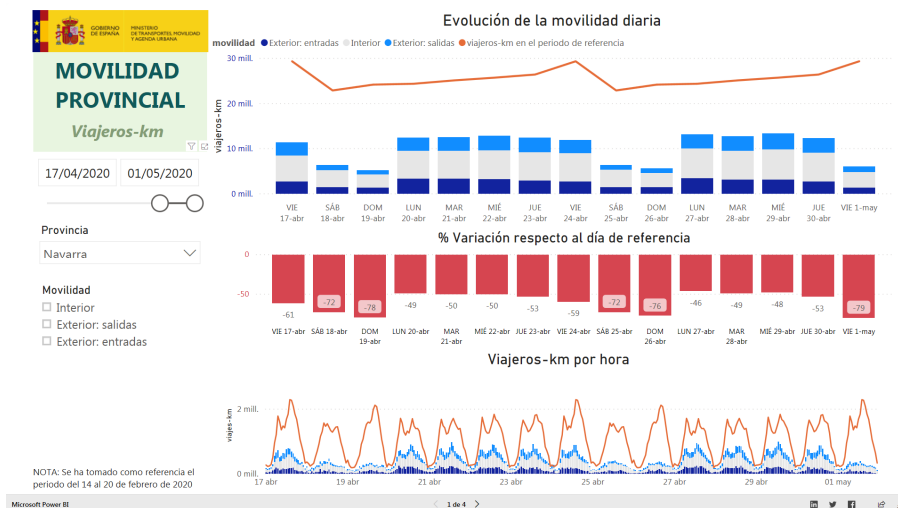 GOBIERNO
DE ESPAÑA
MINISTERIO
DE TRANSPORTES, MOVILIDAD
Y AGENDA URBANA
MOVILIDAD
PROVINCIAL
Viajeros-km
17/04/2020 01/05/2020
Provincia
Navarra
Movilidad
Interior
Exterior: salidas
Exterior: entradas
NOTA: Se ha tomado como referencia el
periodo del 14 al 20 de febrero de 2020
Evolución de la movilidad diaria
movilidad Exterior: entradas Interior Exterior: salidas viajeros-km en el periodo de referencia
viajeros-km
30 mill.
20 mill.
10 mill.
0 mill.
VIE SÁB DOM LUN MAR MIÉ JUE VIE SÁB DOM LUN MAR MIÉ JUE VIE 1-may
17-abr 18-abr 19-abr 20-abr 21-abr 22-abr 23-abr 24-abr 25-abr 26-abr 27-abr 28-abr 29-abr 30-abr
% Variación respecto al día de referencia
0
-50
-61 -72 -78 -49 -50 -50 -53 -59 -72 -76 -46 -49 -48 -53 -79
VIE 17-abr SÁB 18-abr DOM LUN 20-abr MAR MIÉ 22-abr JUE 23-abr VIE 24-abr SÁB 25-abr DOM LUN 27-abr MAR MIÉ 29-abr JUE 30-abr VIE 1-may
19-abr 21-abr 26-abr 28-abr
Viajeros-km por hora
viajes-km
2 mill.
0 mill.
17 abr 19 abr 21 abr 23 abr 25 abr 27 abr 29 abr 01 may
Microsoft Power BI 1 de 4